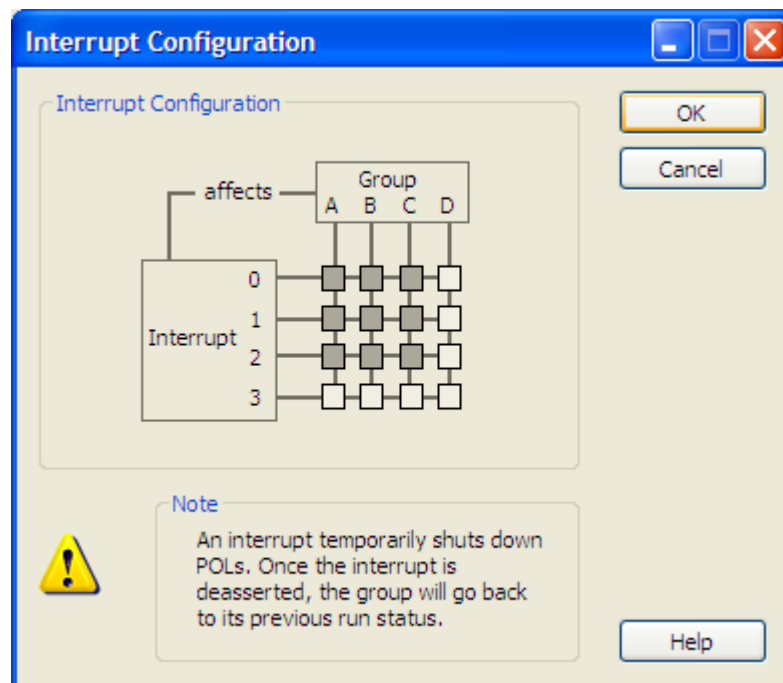 Interrupt Configuration
Interrupt Configuration
OK
Cancel
affects
Group
A B C D
Interrupt
0
1
2
3
Note
An interrupt temporarily shuts down
POLs. Once the interrupt is
deasserted, the group will go back
to its previous run status.
Help